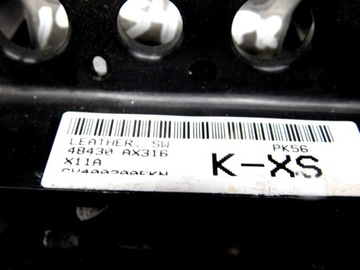 LEATHER, SW
PK56
48430 AX316
K-XS
X11A